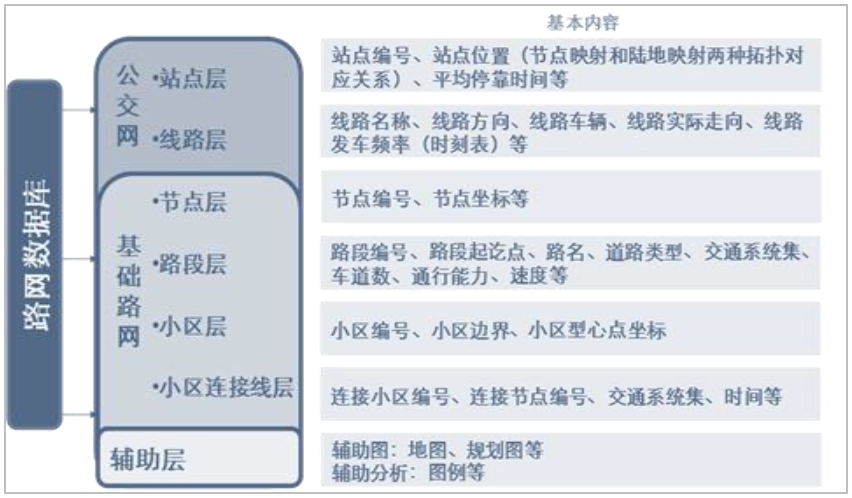 基本内容
路网数据库
公交网
•站点层
站点编号、站点位置（节点映射和陆地映射两种拓扑对
应关系）、平均停靠时间等
•线路层
线路名称、线路方向、线路车辆、线路实际走向、线路
发车频率（时刻表）等
基础路网
•节点层
节点编号、节点坐标等
•路段层
路段编号、路段起讫点、路名、道路类型、交通系统集、
车道数、通行能力、速度等
•小区层
小区编号、小区边界、小区型心点坐标
•小区连接线层
连接小区编号、连接节点编号、交通系统集、时间等
辅助层
辅助图：地图、规划图等
辅助分析：图例等